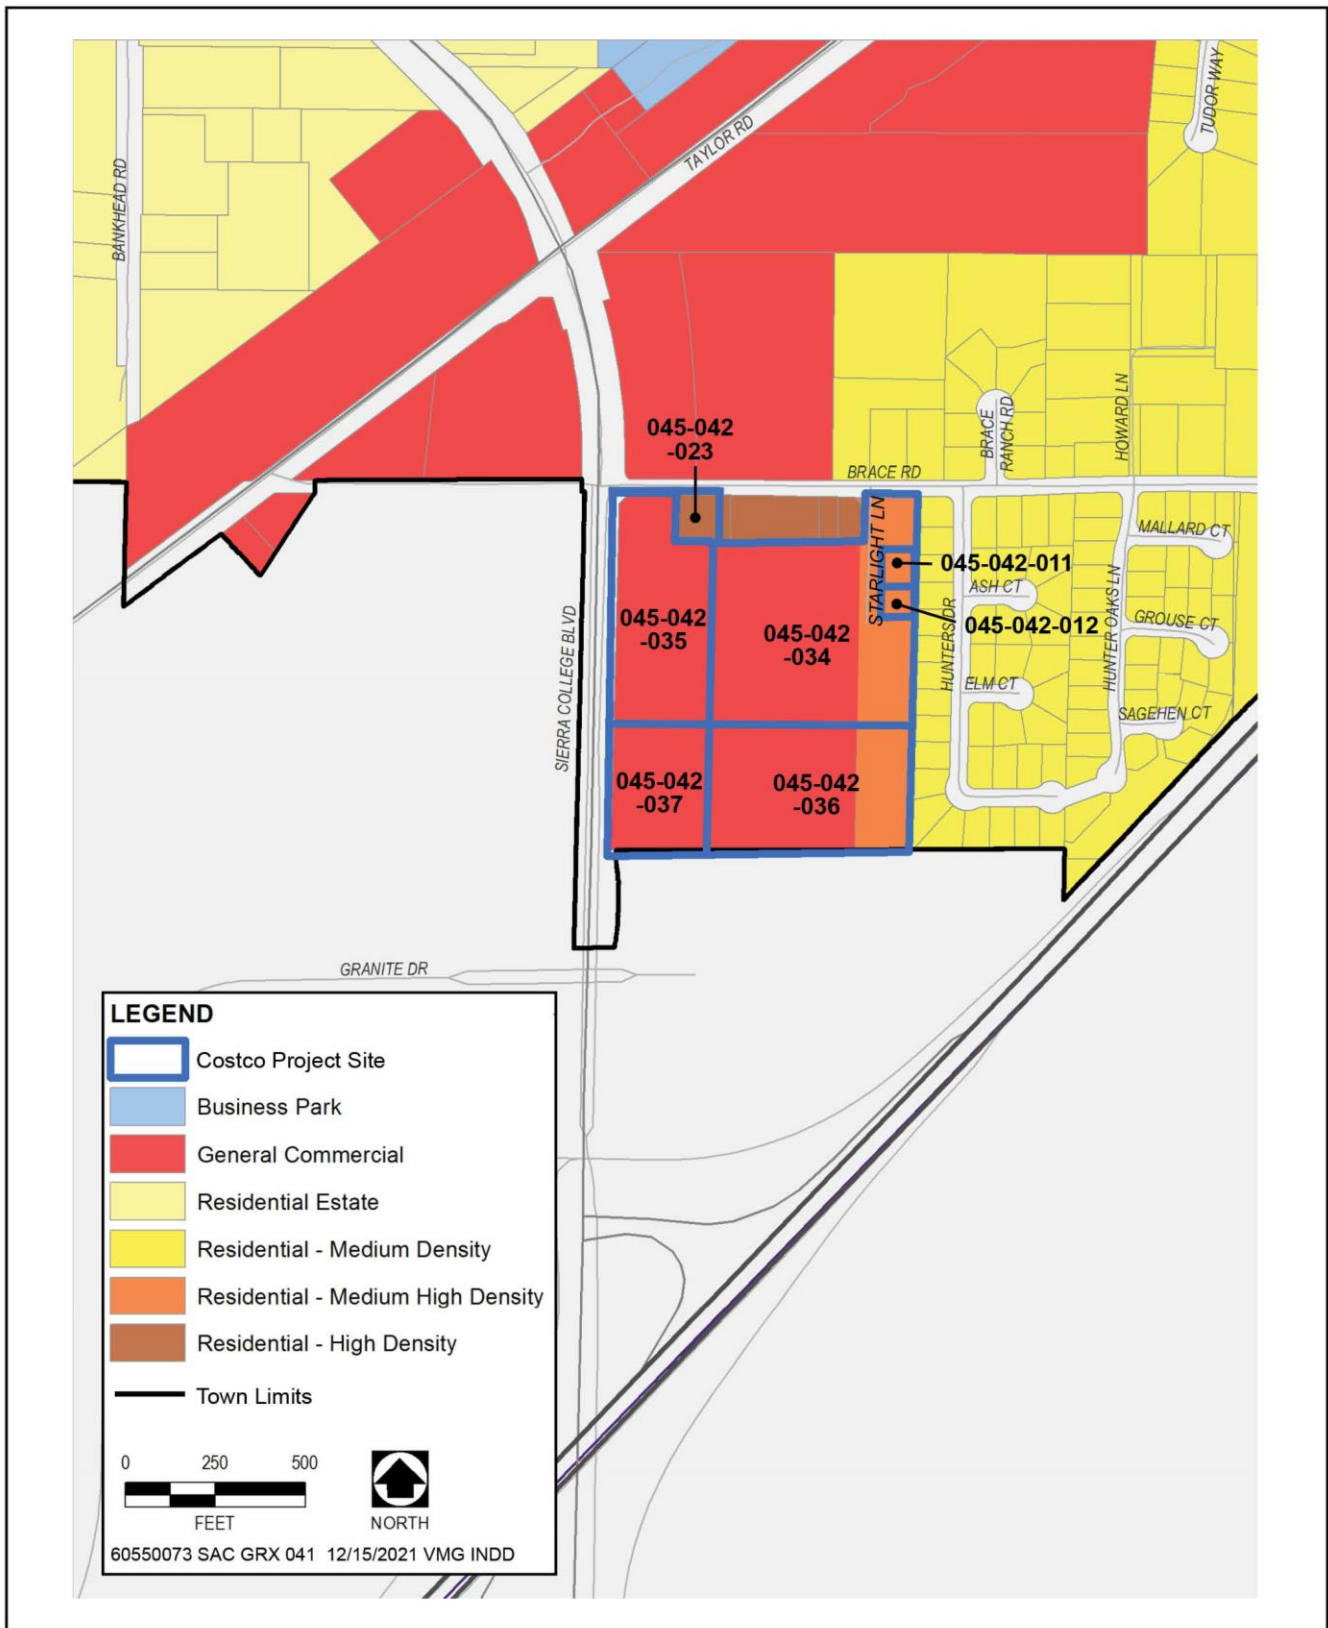 TUDOR WAY
TAYLOR RD
BANKHEAD RD
045-042
-023
BRACE
RANCH RD
HOWARD LN
BRACE RD
STARLIGHT LN
MALLARD CT
045-042-011
ASH CT
045-042-012
GROUSE CT
HUNTERS DR
HUNTER OAKS LN
045-042
-035
045-042
-034
ELM CT
SAGEHEN CT
SIERRA COLLEGE BLVD
045-042
-037
045-042
-036
GRANITE DR
LEGEND
Costco Project Site
Business Park
General Commercial
Residential Estate
Residential - Medium Density
Residential - Medium High Density
Residential - High Density
Town Limits
0 250 500
FEET
NORTH
60550073 SAC GRX 041 12/15/2021 VMG INDD